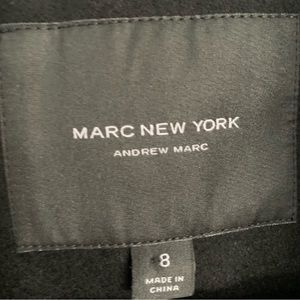 MARC NEW YORK
ANDREW MARC
8
MADE IN
CHINA